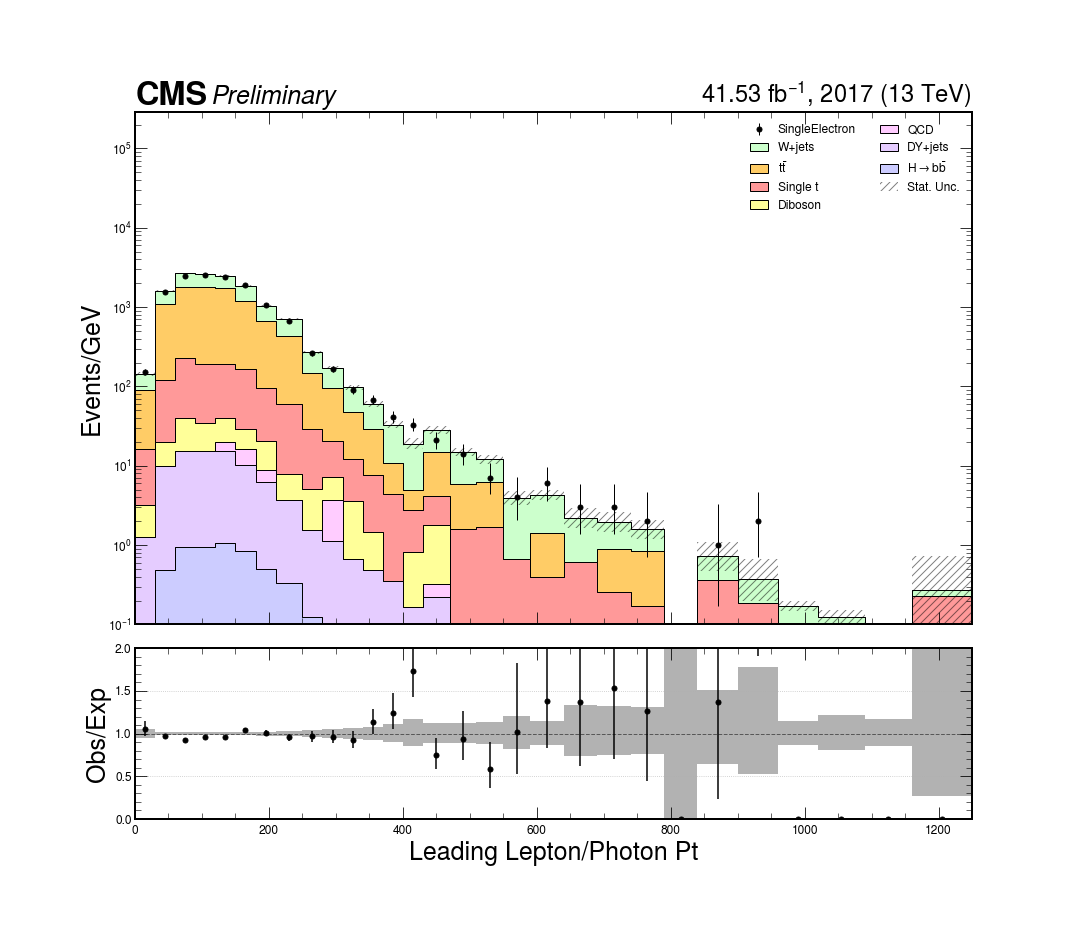 CMS Preliminary
41.53 fb⁻¹, 2017 (13 TeV)
SingleElectron
W+jets
tt̄
Single t
Diboson
QCD
DY+jets
H→bb̄
Stat. Unc.
Events/GeV
10⁵
10⁴
10³
10²
10¹
10⁰
10⁻¹
Obs/Exp
2.0
1.5
1.0
0.5
0.0
0 200 400 600 800 1000 1200
Leading Lepton/Photon Pt